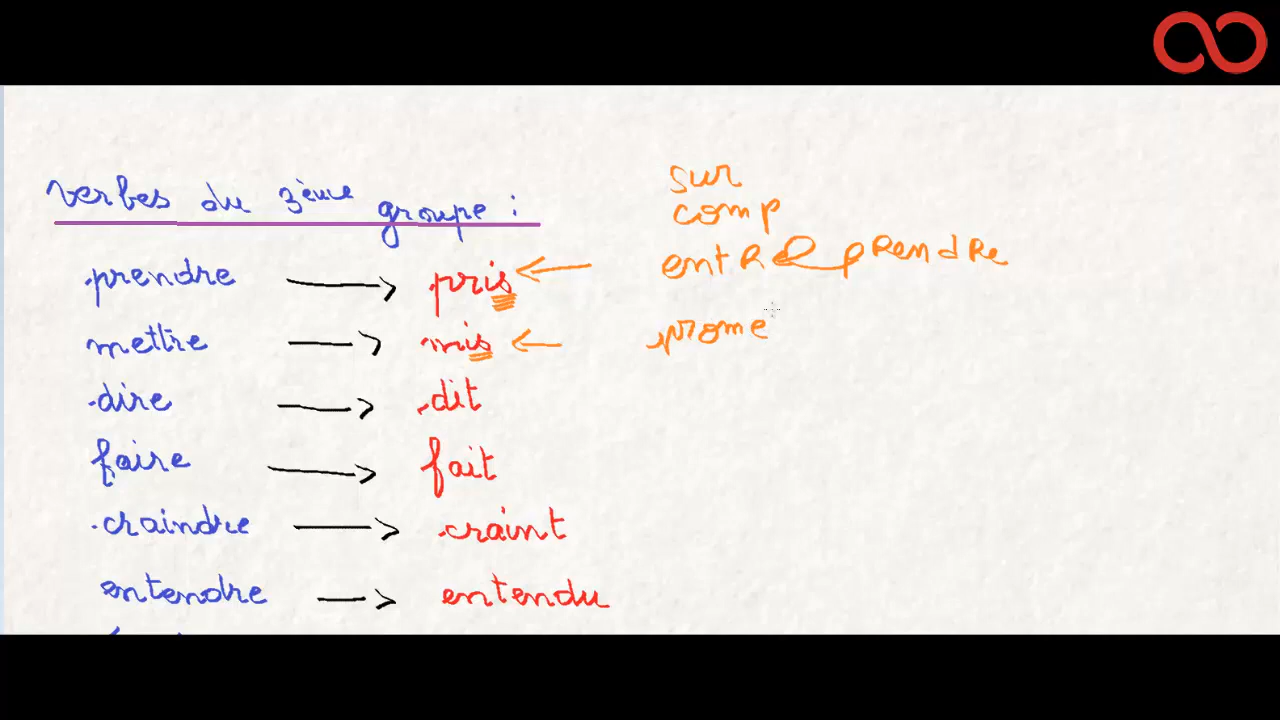 verbes du 3ème groupe :
prendre → pris ←
mettre → mis ←
dire → dit
faire → fait
craindre → craint
entendre → entendu
sur
comp
entre prendre
prome